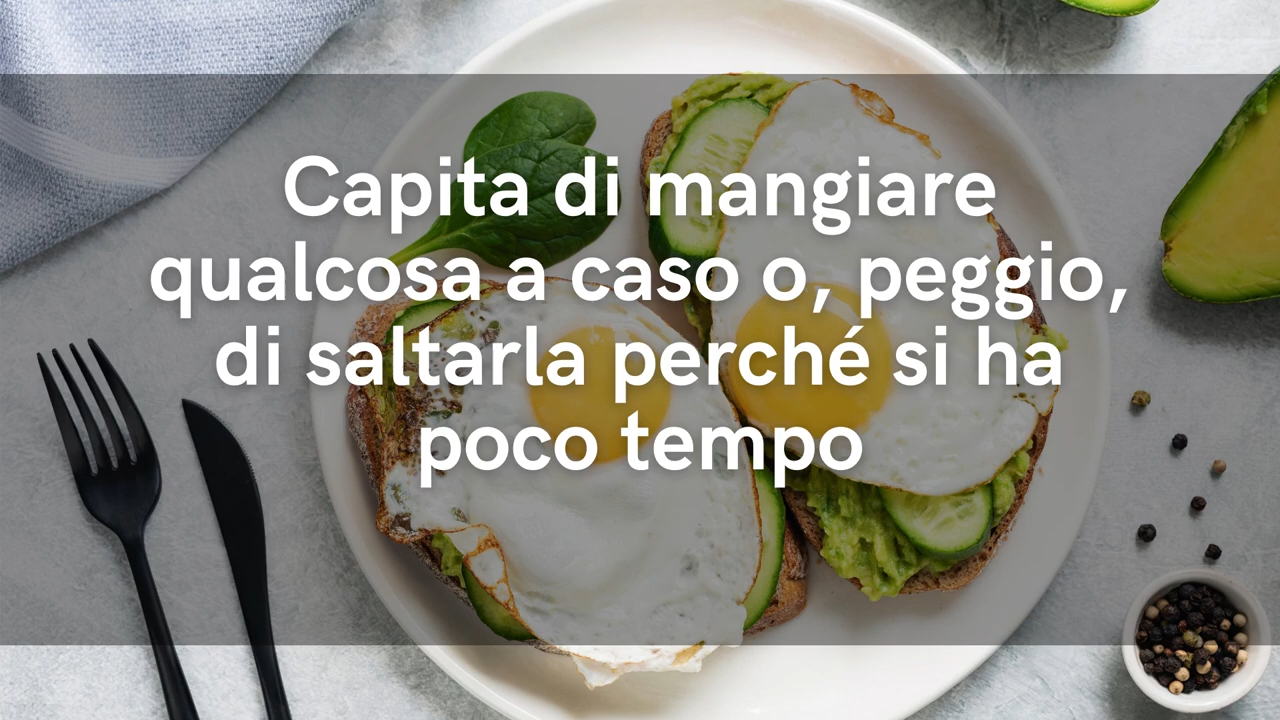 Capita di mangiare
qualcosa a caso o, peggio,
di saltarla perché si ha
poco tempo